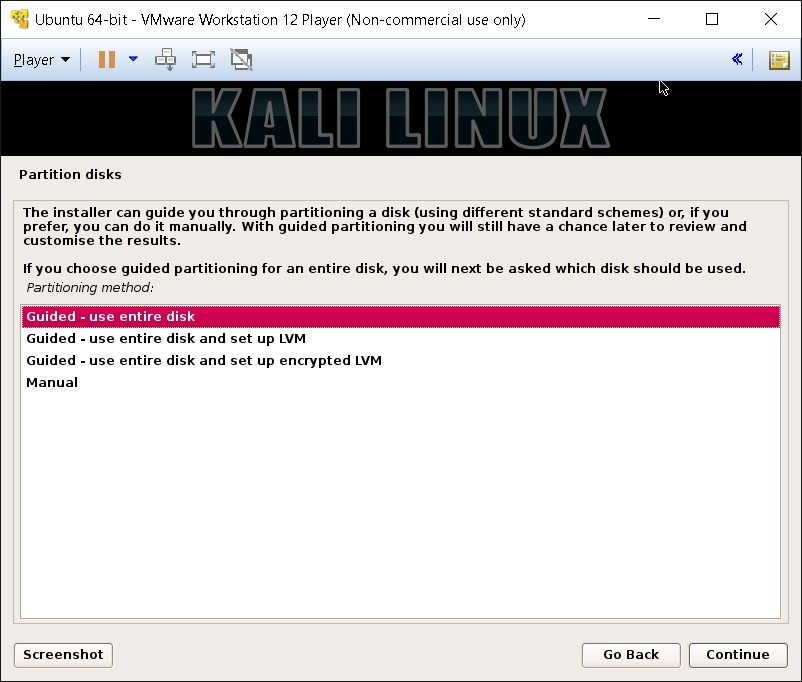 Ubuntu 64-bit - VMware Workstation 12 Player (Non-commercial use only)
Player
KALI LINUX
Partition disks
The installer can guide you through partitioning a disk (using different standard schemes) or, if you
prefer, you can do it manually. With guided partitioning you will still have a chance later to review and
customise the results.
If you choose guided partitioning for an entire disk, you will next be asked which disk should be used.
Partitioning method:
Guided - use entire disk
Guided - use entire disk and set up LVM
Guided - use entire disk and set up encrypted LVM
Manual
Screenshot
Go Back
Continue